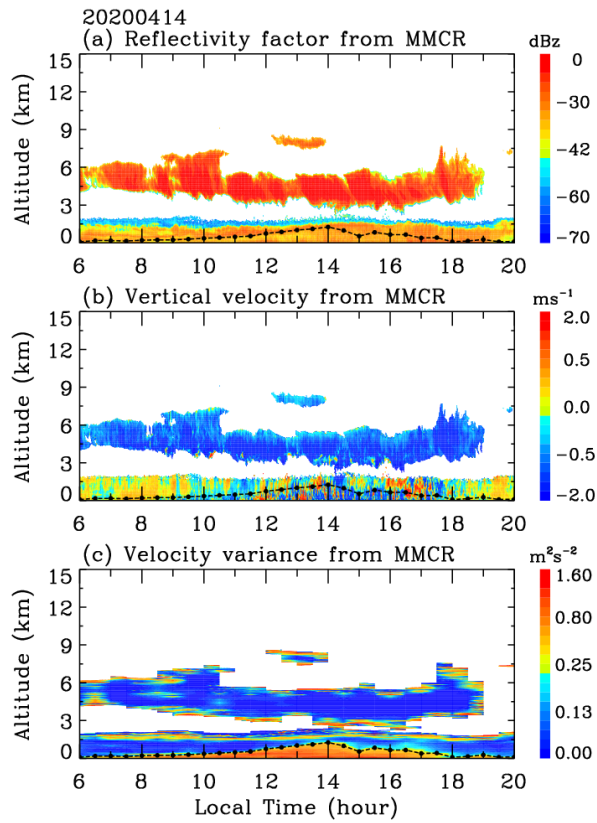 20200414
(a) Reflectivity factor from MMCR
dBz
15
12
9
6
3
0
Altitude (km)
0
−30
−42
−60
−70
6 8 10 12 14 16 18 20
(b) Vertical velocity from MMCR
ms⁻¹
15
12
9
6
3
0
Altitude (km)
2.0
0.5
0.0
−0.5
−2.0
6 8 10 12 14 16 18 20
(c) Velocity variance from MMCR
m²s⁻²
15
12
9
6
3
0
Altitude (km)
1.60
0.80
0.25
0.13
0.00
6 8 10 12 14 16 18 20
Local Time (hour)